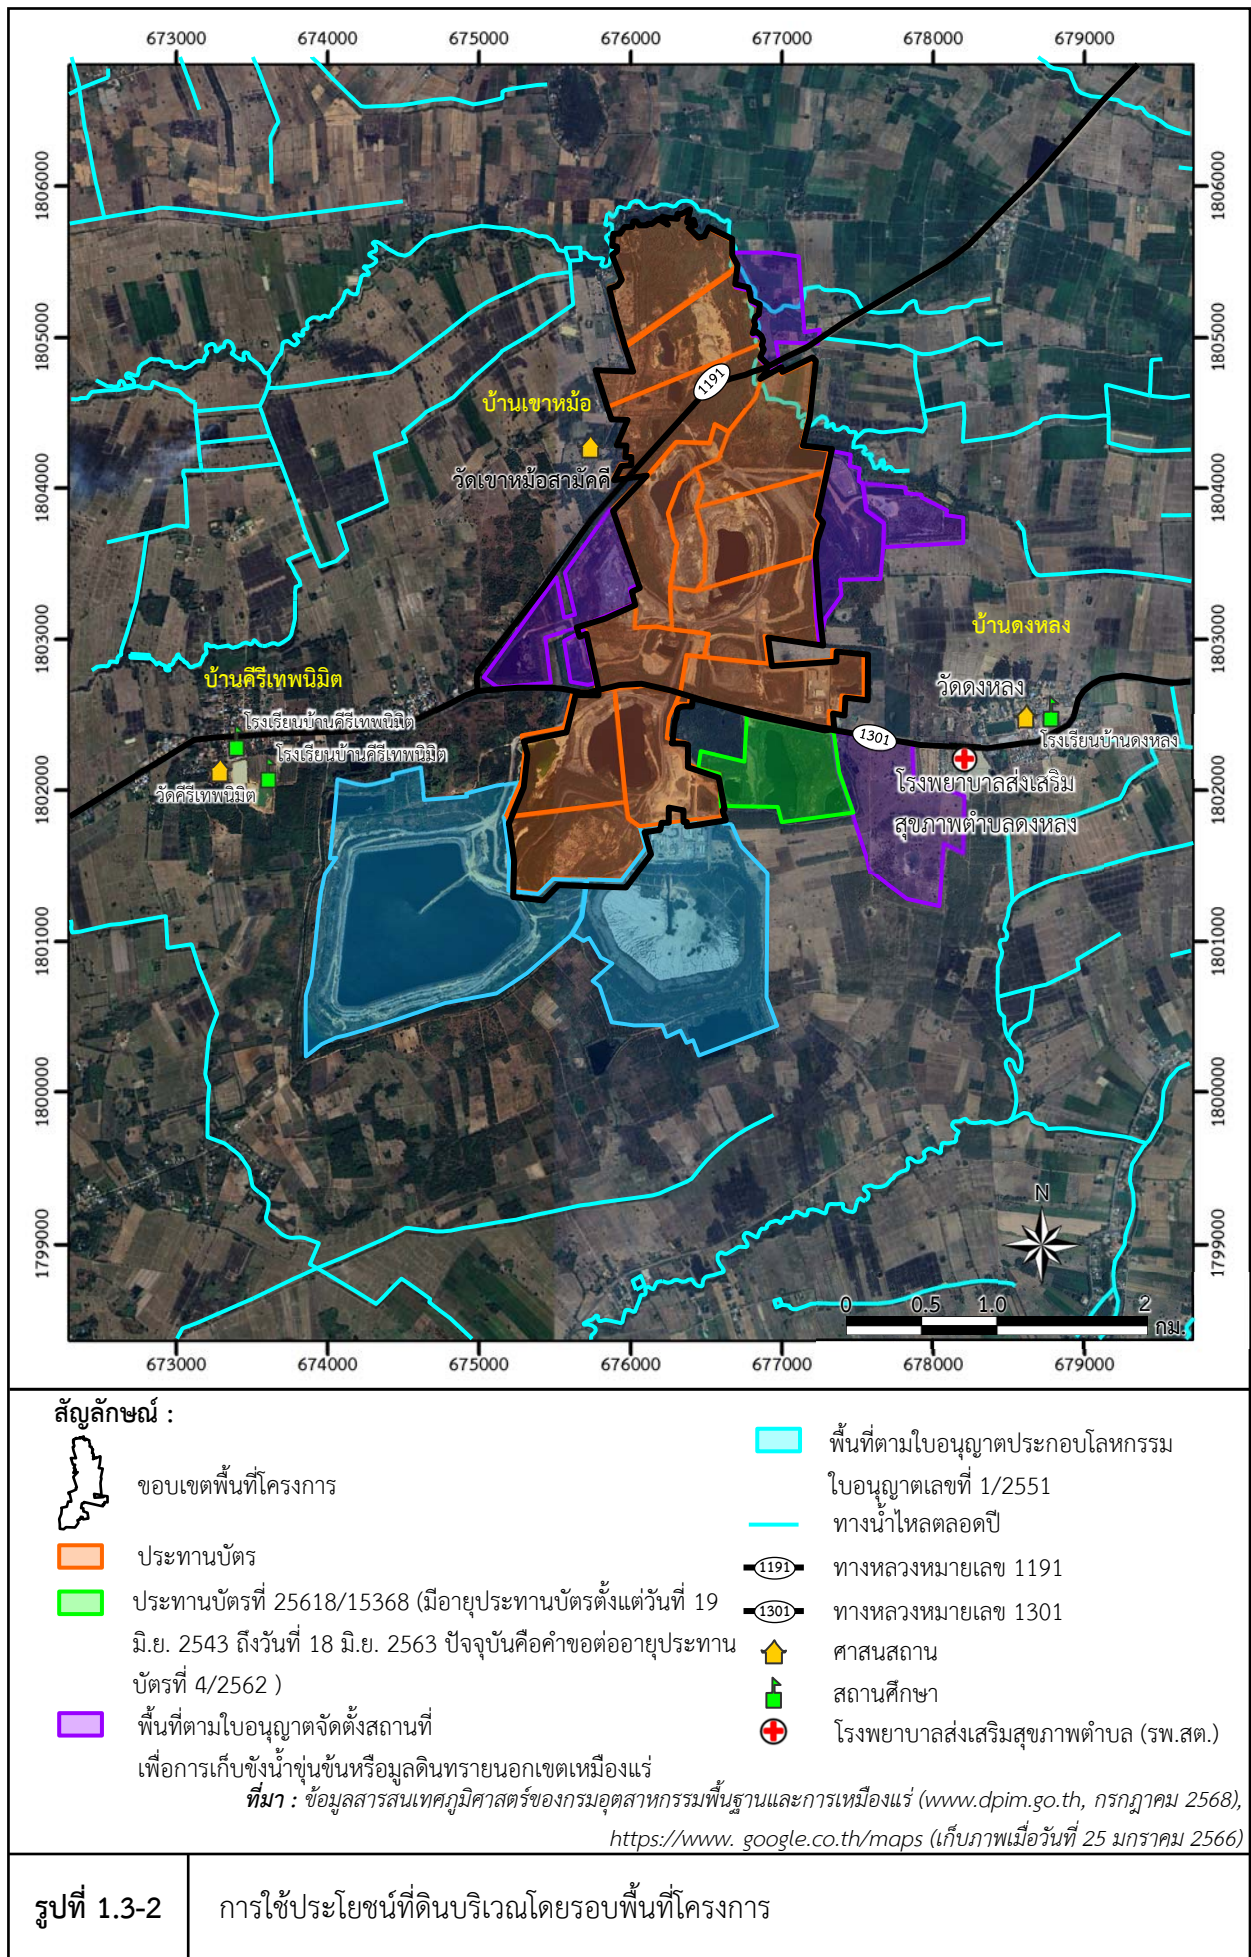 673000 674000 675000 676000 677000 678000 679000
1806000
1806000
1805000
1805000
1191
บ้านเขาหม้อ
วัดเขาหม้อสามัคคี
1804000
1804000
บ้านดงหลง
1803000
1803000
บ้านคีรีเทพนิมิต
วัดดงหลง
โรงเรียนบ้านคีรีเทพนิมิต
1301
โรงเรียนบ้านดงหลง
โรงเรียนบ้านคีรีเทพนิมิต
วัดคีรีเทพนิมิต
โรงพยาบาลส่งเสริม
สุขภาพตำบลดงหลง
1802000
1802000
1801000
1801000
1800000
1800000
N
1799000
1799000
0 0.5 1.0 2
กม.
673000 674000 675000 676000 677000 678000 679000
สัญลักษณ์ :
ขอบเขตพื้นที่โครงการ
ประทานบัตร
ประทานบัตรที่ 25618/15368 (มีอายุประทานบัตรตั้งแต่วันที่ 19
มิ.ย. 2543 ถึงวันที่ 18 มิ.ย. 2563 ปัจจุบันคือคำขอต่ออายุประทาน
บัตรที่ 4/2562 )
พื้นที่ตามใบอนุญาตจัดตั้งสถานที่
เพื่อการเก็บขังน้ำขุ่นข้นหรือมูลดินทรายนอกเขตเหมืองแร่
พื้นที่ตามใบอนุญาตประกอบโลหกรรม
ใบอนุญาตเลขที่ 1/2551
ทางน้ำไหลตลอดปี
1191 ทางหลวงหมายเลข 1191
1301 ทางหลวงหมายเลข 1301
ศาสนสถาน
สถานศึกษา
โรงพยาบาลส่งเสริมสุขภาพตำบล (รพ.สต.)
ที่มา : ข้อมูลสารสนเทศภูมิศาสตร์ของกรมอุตสาหกรรมพื้นฐานและการเหมืองแร่ (www.dpim.go.th, กรกฎาคม 2568),
https://www. google.co.th/maps (เก็บภาพเมื่อวันที่ 25 มกราคม 2566)
รูปที่ 1.3-2 การใช้ประโยชน์ที่ดินบริเวณโดยรอบพื้นที่โครงการ